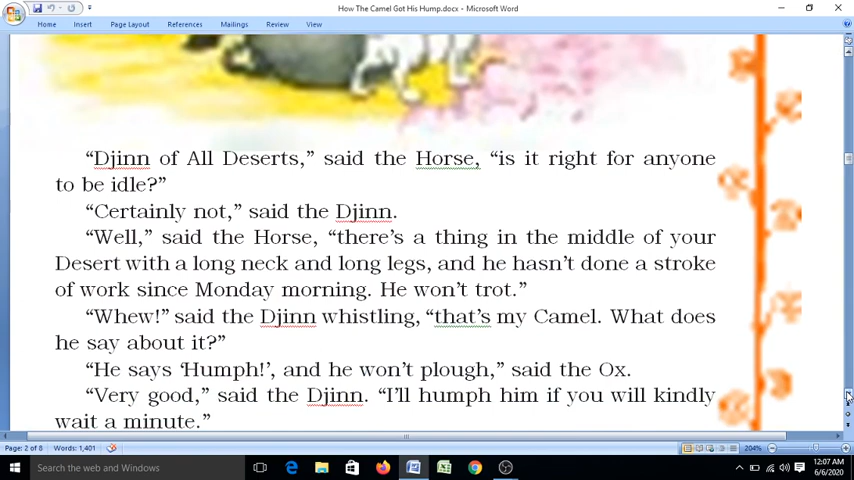 How The Camel Got His Hump.docx - Microsoft Word
Home Insert Page Layout References Mailings Review View
“Djinn of All Deserts,” said the Horse, “is it right for anyone
to be idle?”
“Certainly not,” said the Djinn.
“Well,” said the Horse, “there’s a thing in the middle of your
Desert with a long neck and long legs, and he hasn’t done a stroke
of work since Monday morning. He won’t trot.”
“Whew!” said the Djinn whistling, “that’s my Camel. What does
he say about it?”
“He says ‘Humph!’, and he won’t plough,” said the Ox.
“Very good,” said the Djinn. “I’ll humph him if you will kindly
wait a minute.”
Page: 2 of 8 Words: 1,401 204%
Search the web and Windows
12:07 AM
6/6/2020